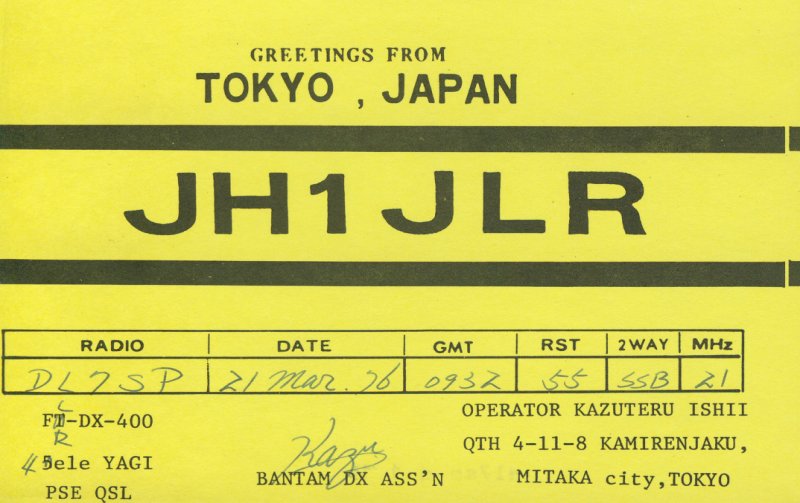 GREETINGS FROM
TOKYO , JAPAN
JH1JLR
RADIO DATE GMT RST 2WAY MHz
DL7SP 21 Mar. 76 0932 55 SSB 21
FT-DX-400
OPERATOR KAZUTERU ISHII
QTH 4-11-8 KAMIRENJAKU,
4 ele YAGI
Kazu
BANTAM DX ASS'N
MITAKA city,TOKYO
PSE QSL